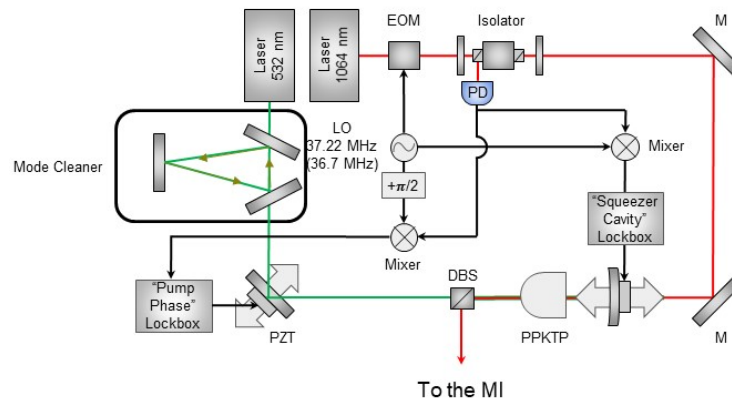 Laser
532 nm
Laser
1064 nm
EOM
Isolator
M
PD
LO
37.22 MHz
(36.7 MHz)
Mode Cleaner
Mixer
+π/2
"Squeezer
Cavity"
Lockbox
Mixer
"Pump
Phase"
Lockbox
DBS
PZT
PPKTP
M
To the MI